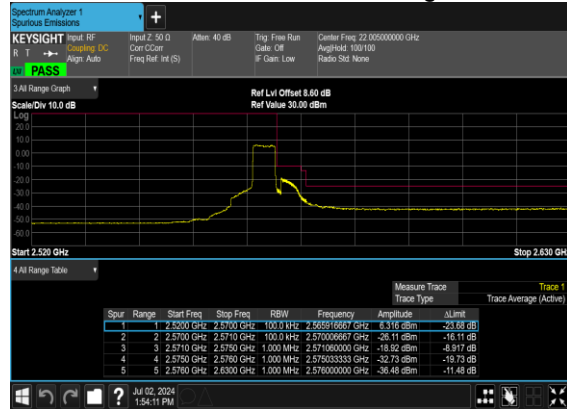 Spectrum Analyzer 1
Spurious Emissions
+
KEYSIGHT Input: RF Input Z: 50 Ω Atten: 40 dB Trig: Free Run Center Freq: 22.005000000 GHz
R T Coupling: DC Corr CCorr Gate: Off Avg|Hold: 100/100
Align: Auto Freq Ref: Int (S) IF Gain: Low Radio Std: None
LW PASS
3 All Range Graph Ref Lvl Offset 8.60 dB
Scale/Div 10.0 dB Ref Value 30.00 dBm
Log
20.0
10.0
0.00
-10.0
-20.0
-30.0
-40.0
-50.0
-60.0
Start 2.520 GHz Stop 2.630 GH
4 All Range Table
Measure Trace Trace 1
Trace Type Trace Average (Active)
Spur Range Start Freq Stop Freq RBW Frequency Amplitude ΔLimit
1 1 2.5200 GHz 2.5700 GHz 100.0 kHz 2.565916667 GHz 6.316 dBm -23.68 dB
2 2 2.5700 GHz 2.5710 GHz 100.0 kHz 2.570006667 GHz -26.11 dBm -16.11 dB
3 3 2.5710 GHz 2.5750 GHz 1.000 MHz 2.571060000 GHz -18.92 dBm -8.917 dB
4 4 2.5750 GHz 2.5760 GHz 1.000 MHz 2.575033333 GHz -32.73 dBm -19.73 dB
5 5 2.5760 GHz 2.6300 GHz 1.000 MHz 2.576000000 GHz -36.48 dBm -11.48 dB
? Jul 02, 2024
1:54:11 PM